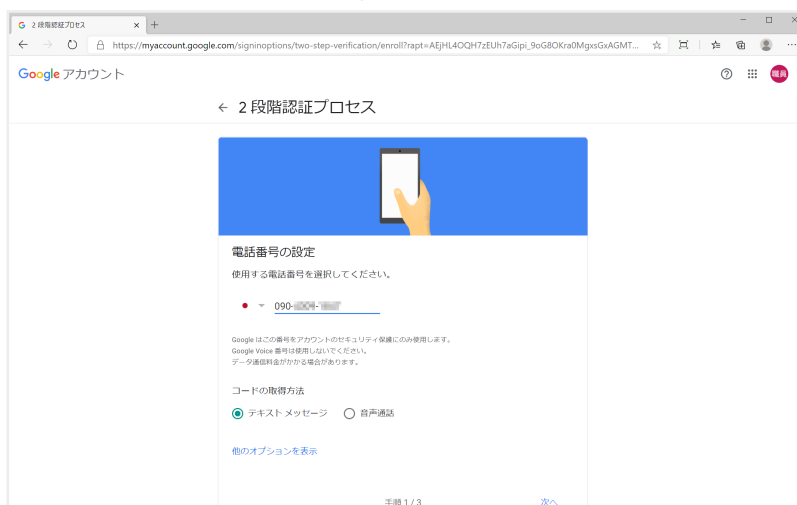 2 段階認証プロセス
https://myaccount.google.com/signinoptions/two-step-verification/enroll?rapt=AEjHL4OQH7zEUh7aGipi_9oG8OKra0MgxsGxAGMT...
Google アカウント
職員
2 段階認証プロセス
電話番号の設定
使用する電話番号を選択してください。
090-
Google はこの番号をアカウントのセキュリティ保護にのみ使用します。
Google Voice 番号は使用しないでください。
データ通信料金がかかる場合があります。
コードの取得方法
テキスト メッセージ 音声通話
他のオプションを表示
手順 1 / 3 次へ